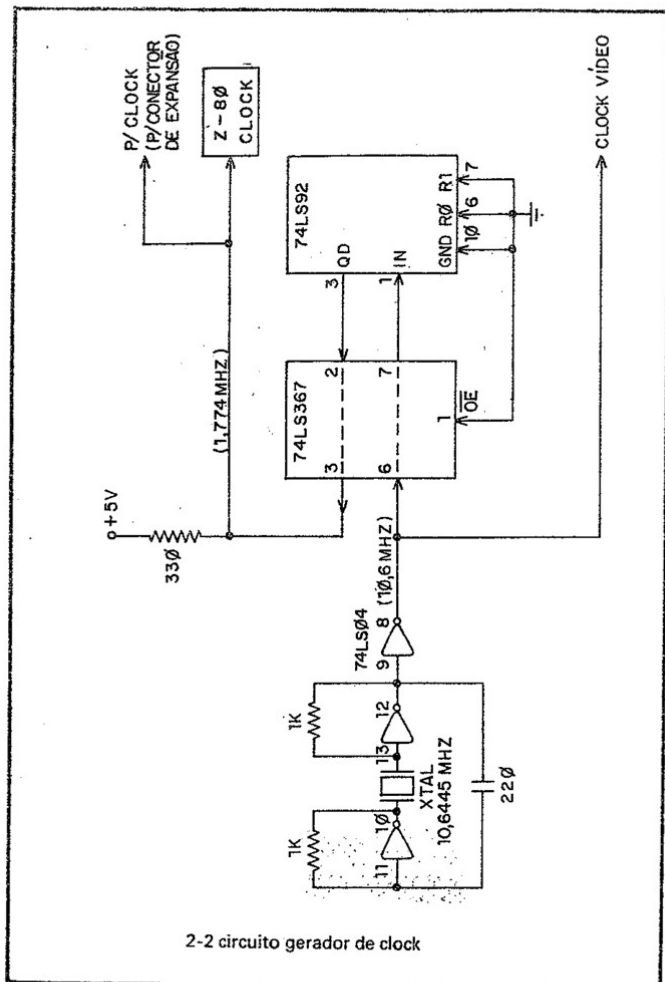 P/ CLOCK
(P/CONECTOR
DE EXPANSÃO)
Z-8Ø
CLOCK
CLOCK VÍDEO
(1,774 MHZ)
+5V
33Ø
74LS92
QD
IN
GND RØ R1
3
1
1Ø
6
7
74LS367
2
7
3
6
1
OE
(1Ø,6 MHZ)
74LSØ4
8
9
1K
12
13
XTAL
10,6445 MHZ
22Ø
1K
1Ø
11
2-2 circuito gerador de clock